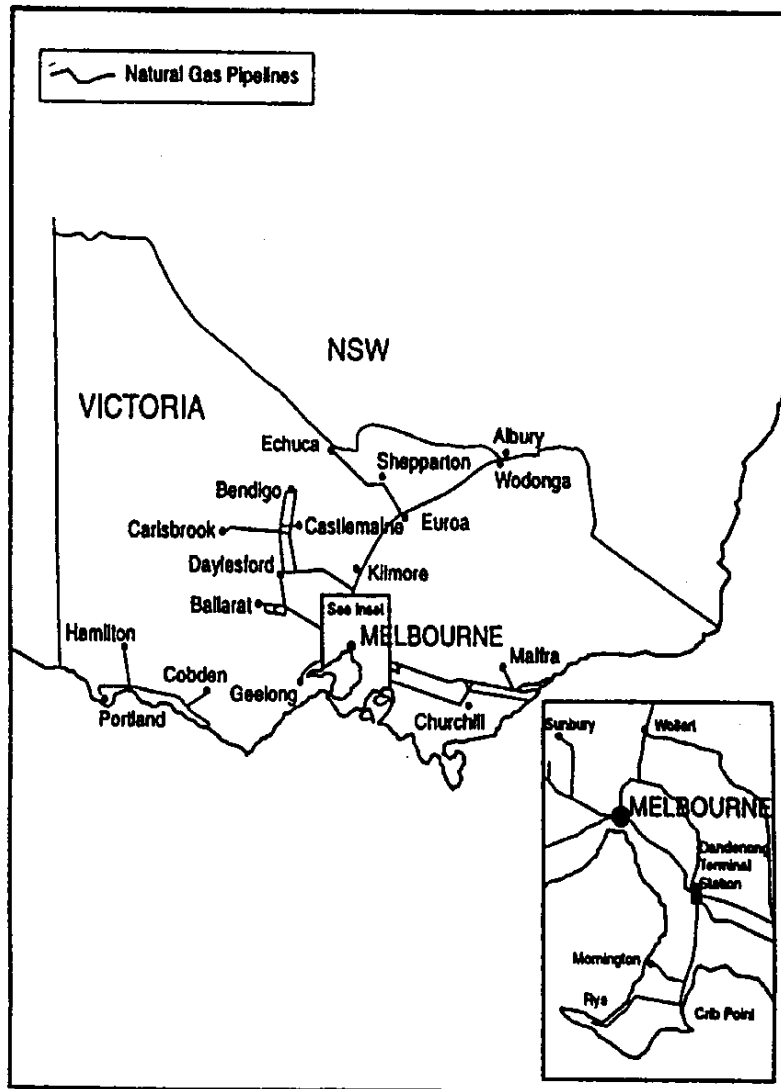 Natural Gas Pipelines
NSW
VICTORIA
Echuca
Albury
Shepparton
Wodonga
Bendigo
Euroa
Carlsbrook
Castlemaine
Daylesford
Kilmore
Ballarat
See Inset
MELBOURNE
Hamilton
Maffra
Cobden
Geelong
Portland
Churchill
Sunbury
Wollert
MELBOURNE
Dandenong
Terminal
Station
Mornington
Rye
Crib Point